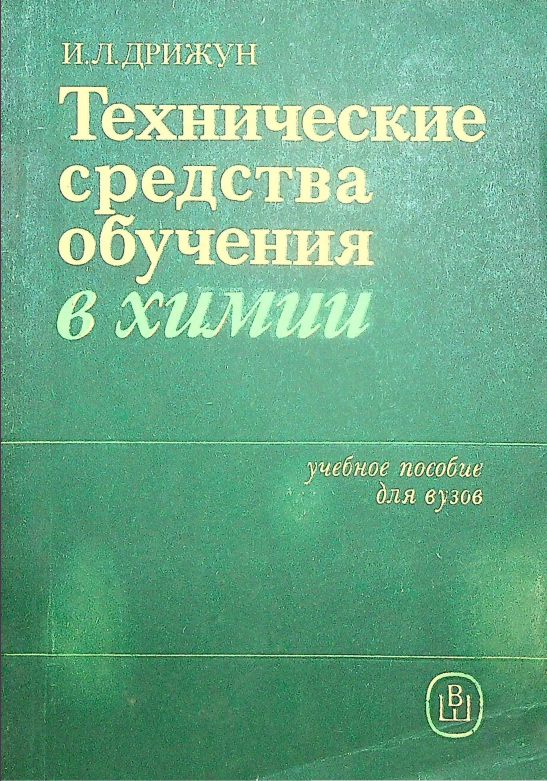 И.Л.ДРИЖУН
Технические
средства
обучения
в химии
учебное пособие
для вузов
ВШ